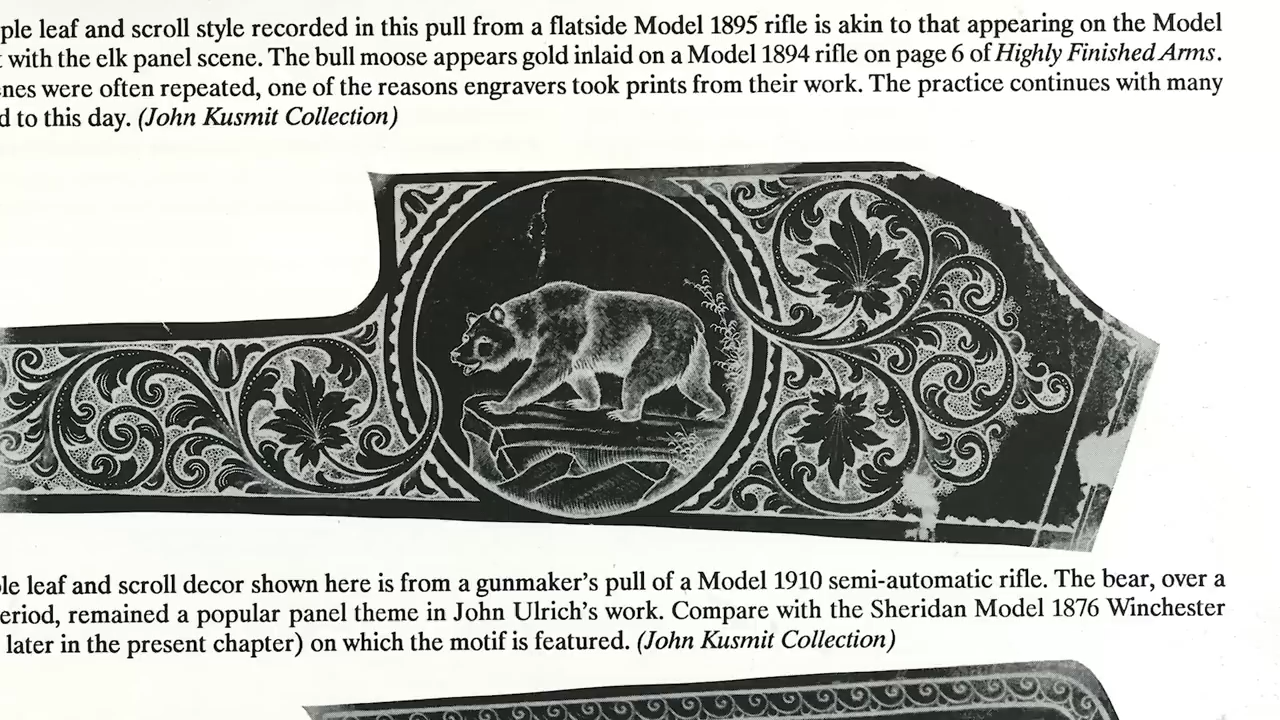 ple leaf and scroll style recorded in this pull from a flatside Model 1895 rifle is akin to that appearing on the Model
with the elk panel scene. The bull moose appears gold inlaid on a Model 1894 rifle on page 6 of Highly Finished Arms.
nes were often repeated, one of the reasons engravers took prints from their work. The practice continues with many
d to this day. (John Kusmit Collection)
le leaf and scroll decor shown here is from a gunmaker's pull of a Model 1910 semi-automatic rifle. The bear, over a
eriod, remained a popular panel theme in John Ulrich's work. Compare with the Sheridan Model 1876 Winchester
later in the present chapter) on which the motif is featured. (John Kusmit Collection)